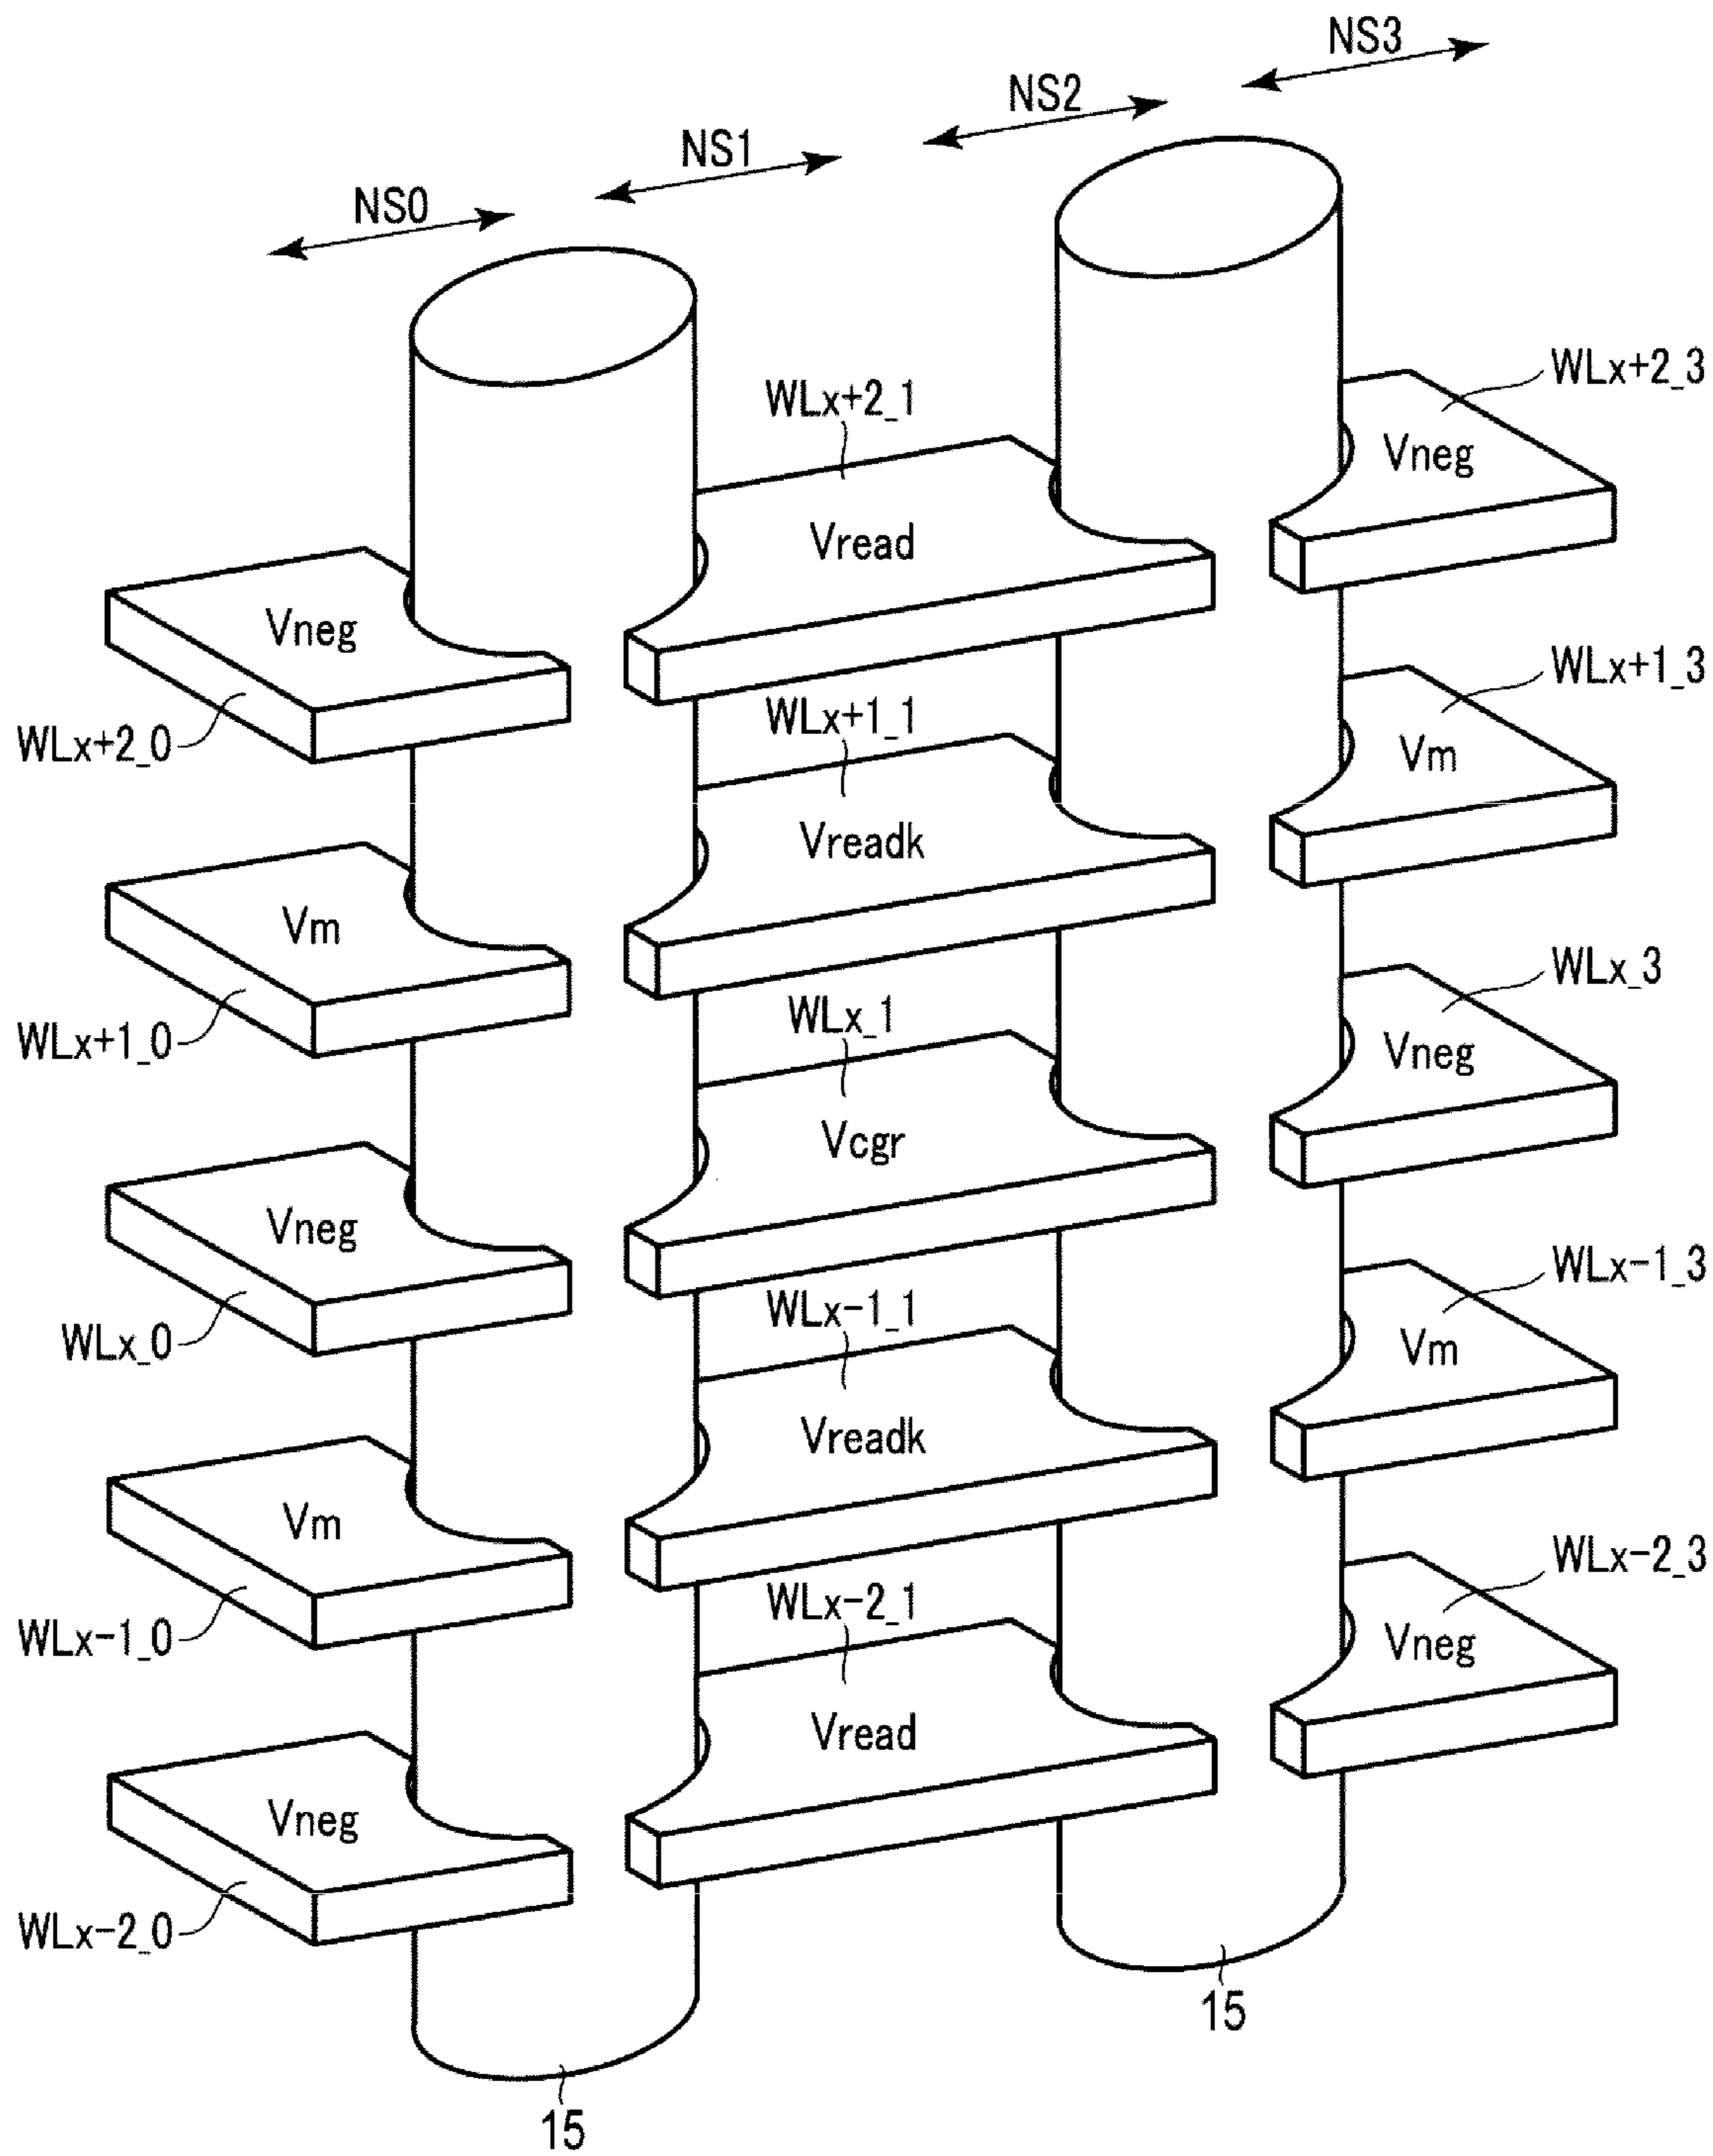 NS3
NS2
NS1
NS0
WLx+2_3
WLx+2_1
Vneg
Vread
Vneg
WLx+1_3
WLx+2_0
WLx+1_1
Vm
Vreadk
Vm
WLx_3
WLx+1_0
WLx_1
Vneg
Vcgr
Vneg
WLx-1_3
WLx_0
WLx-1_1
Vm
Vreadk
Vm
WLx-2_3
WLx-1_0
WLx-2_1
Vneg
Vread
Vneg
WLx-2_0
15
15